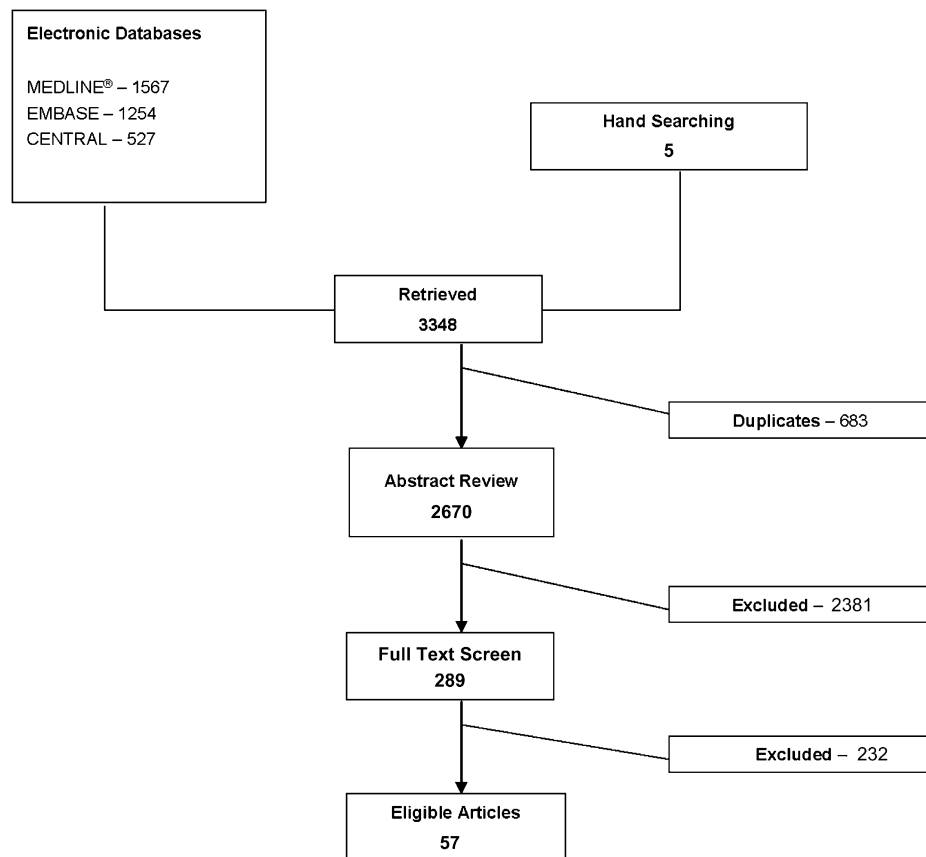 Electronic Databases
MEDLINE® – 1567
EMBASE – 1254
CENTRAL – 527
Hand Searching
5
Retrieved
3348
Duplicates – 683
Abstract Review
2670
Excluded – 2381
Full Text Screen
289
Excluded – 232
Eligible Articles
57